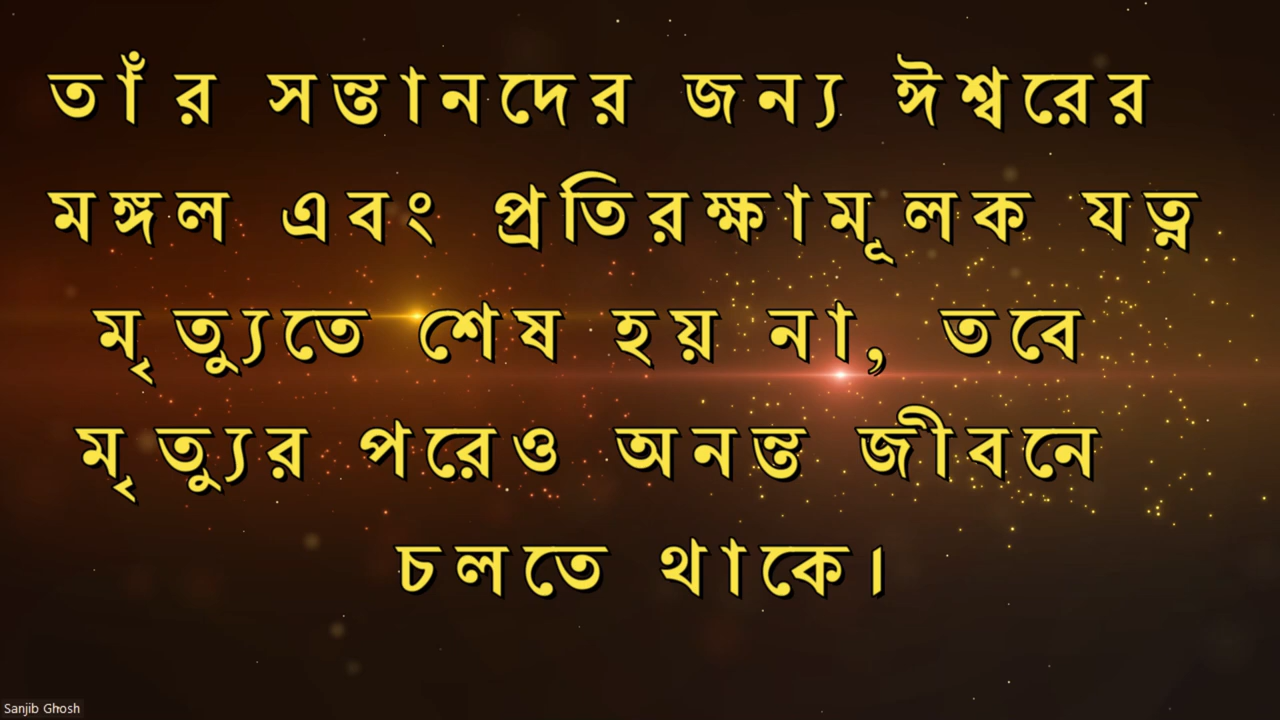 তাঁর সন্তানদের জন্য ঈশ্বরের
মঙ্গল এবং প্রতিরক্ষামূলক যত্ন
মৃত্যুতে শেষ হয় না, তবে
মৃত্যুর পরেও অনন্ত জীবনে
চলতে থাকে।
Sanjib Ghosh